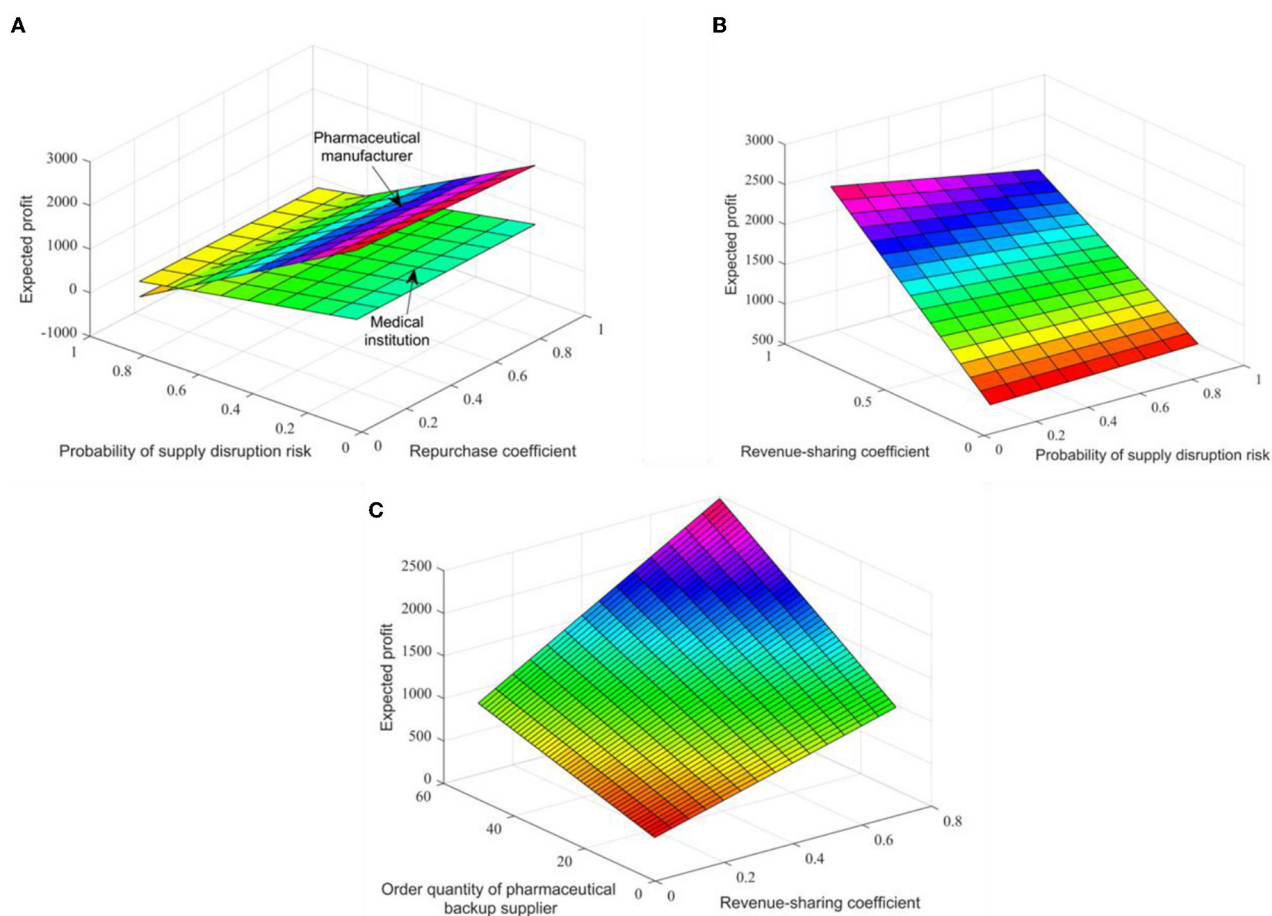 A
Pharmaceutical
manufacturer
3000
2000
1000
0
-1000
Expected profit
Medical
institution
1
0.8
0.6
0.4
0.2
0
Probability of supply disruption risk
0
0.2
0.4
0.6
0.8
1
Repurchase coefficient
B
3000
2500
2000
1500
1000
500
Expected profit
1
0.5
0
Revenue-sharing coefficient
0
0.2
0.4
0.6
0.8
1
Probability of supply disruption risk
C
2500
2000
1500
1000
500
0
Expected profit
60
40
20
0
Order quantity of pharmaceutical
backup supplier
0
0.2
0.4
0.6
0.8
Revenue-sharing coefficient